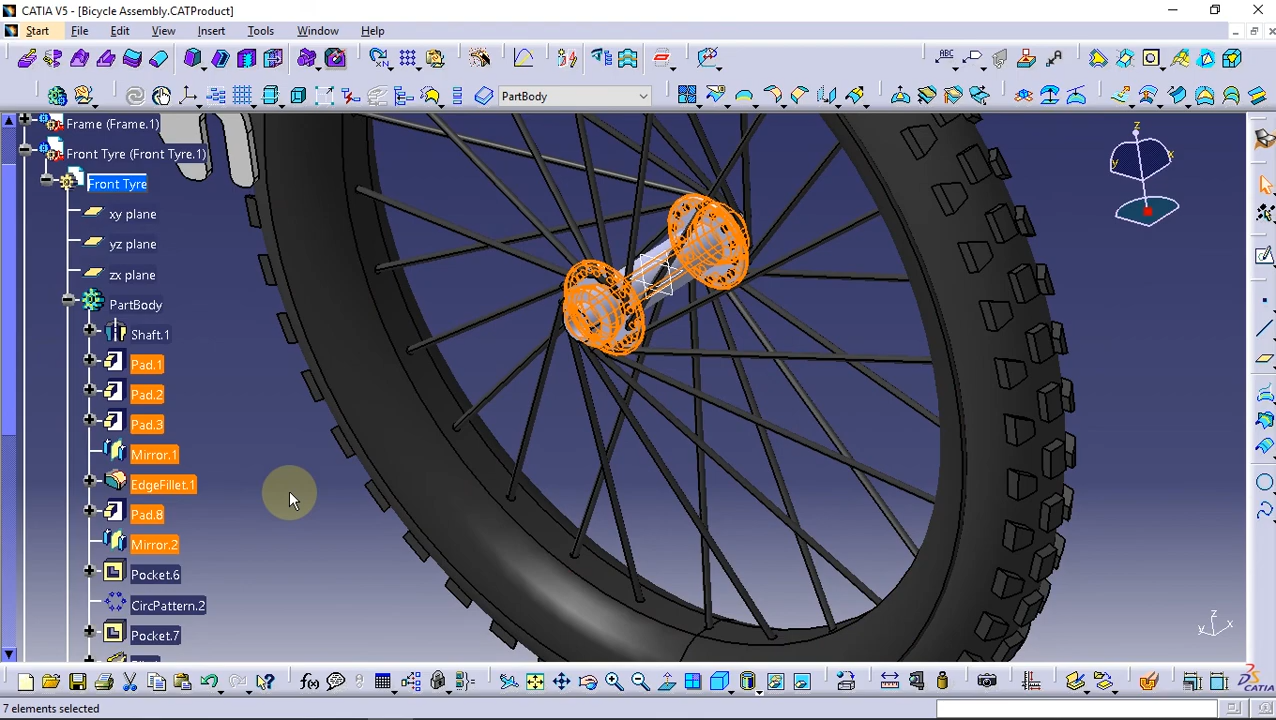 CATIA V5 - [Bicycle Assembly.CATProduct]
Start File Edit View Insert Tools Window Help
ABC
PartBody
Frame (Frame.1)
Front Tyre (Front Tyre.1)
Front Tyre
xy plane
yz plane
zx plane
PartBody
Shaft.1
Pad.1
Pad.2
Pad.3
Mirror.1
EdgeFillet.1
Pad.8
Mirror.2
Pocket.6
CircPattern.2
Pocket.7
z
x
y
z
x
y
f(x)
CATIA
7 elements selected